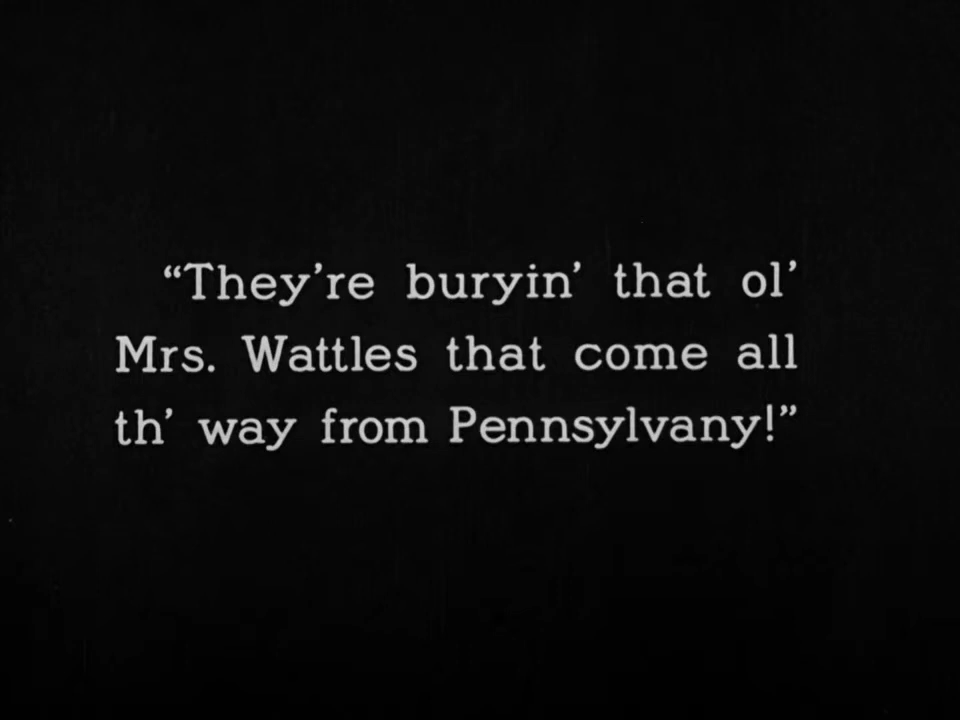 “They’re buryin’ that ol’
Mrs. Wattles that come all
th’ way from Pennsylvany!”